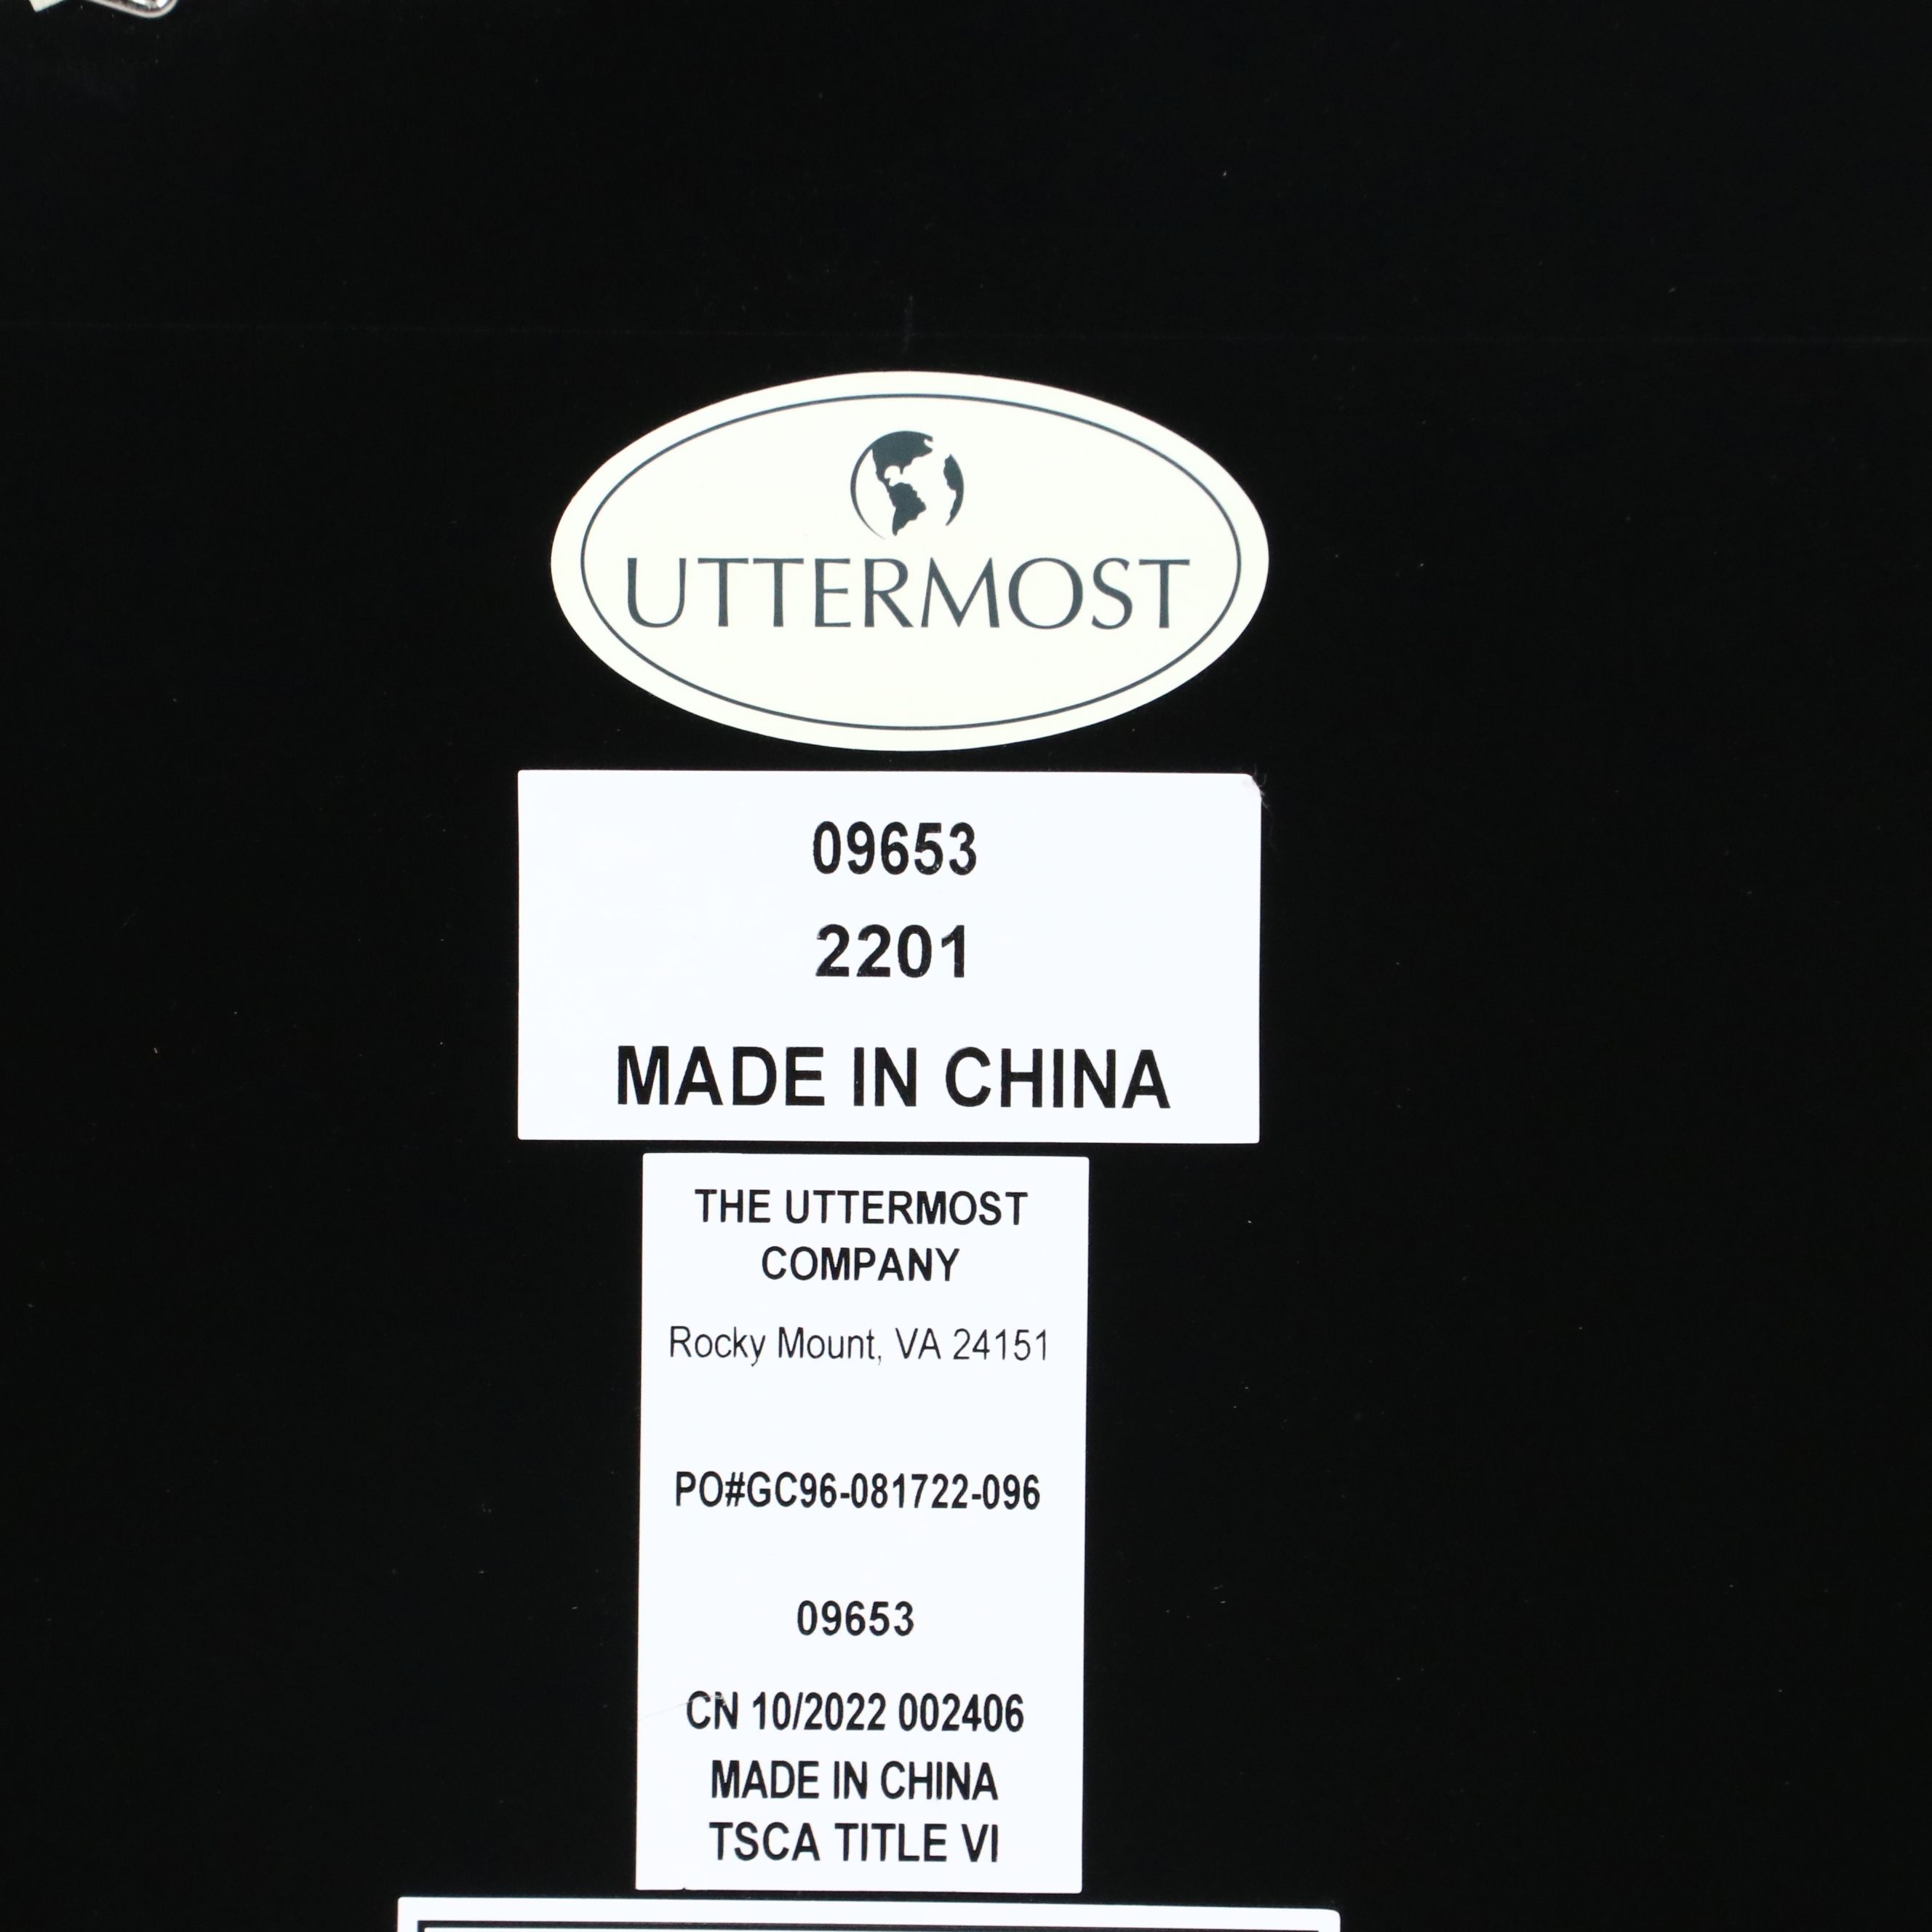 UTTERMOST
09653
2201
MADE IN CHINA
THE UTTERMOST
COMPANY
Rocky Mount, VA 24151
PO#GC96-081722-096
09653
CN 10/2022 002406
MADE IN CHINA
TSCA TITLE VI